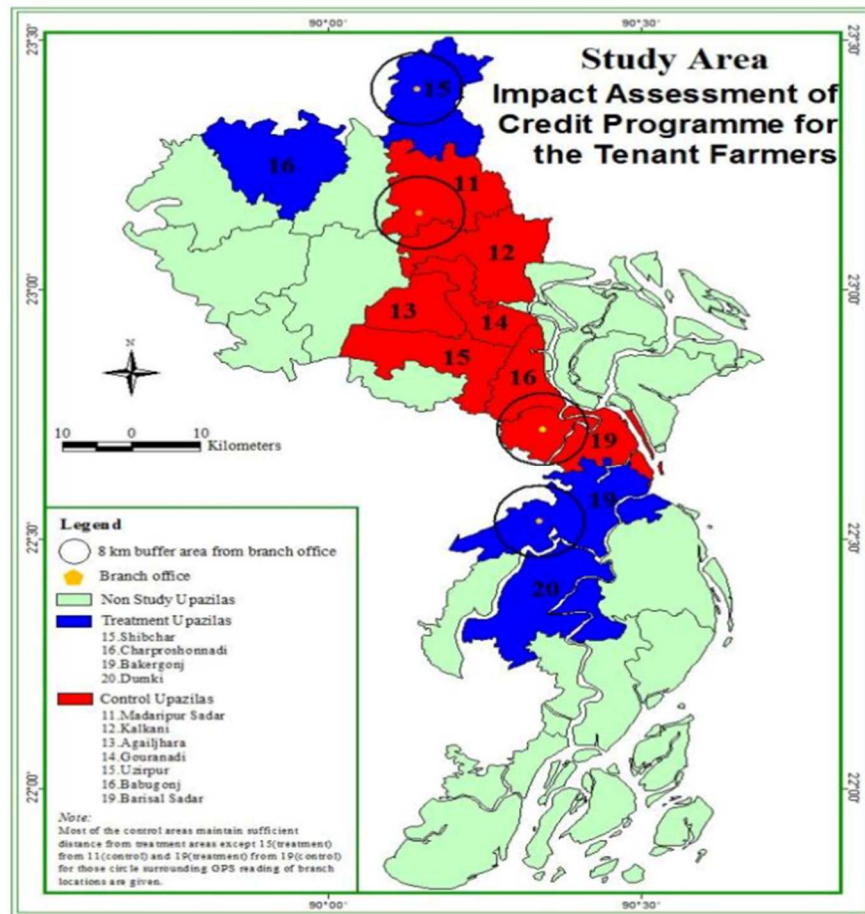 90°00' 90°30'
23°30' 23°30'
Study Area
Impact Assessment of
Credit Programme for
the Tenant Farmers
15
16
11
12
23°00' 23°00'
13
14
15
16
N
10 0 10 Kilometers
19
19
22°30' 22°30'
20
Legend
8 km buffer area from branch office
Branch office
Non Study Upazilas
Treatment Upazilas
15.Shibchar
16.Charproshonnadi
19.Bakergonj
20.Dumki
Control Upazilas
11.Madaripur Sadar
12.Kalkani
13.Agailjhara
14.Gouranadi
15.Uzirpur
16.Babugonj
19.Barisal Sadar
22°00' 22°00'
Note:
Most of the control areas maintain sufficient
distance from treatment areas except 15(treatment)
from 11(control) and 19(treatment) from 19(control)
for those circle surrounding GPS reading of branch
locations are given.
90°00' 90°30'